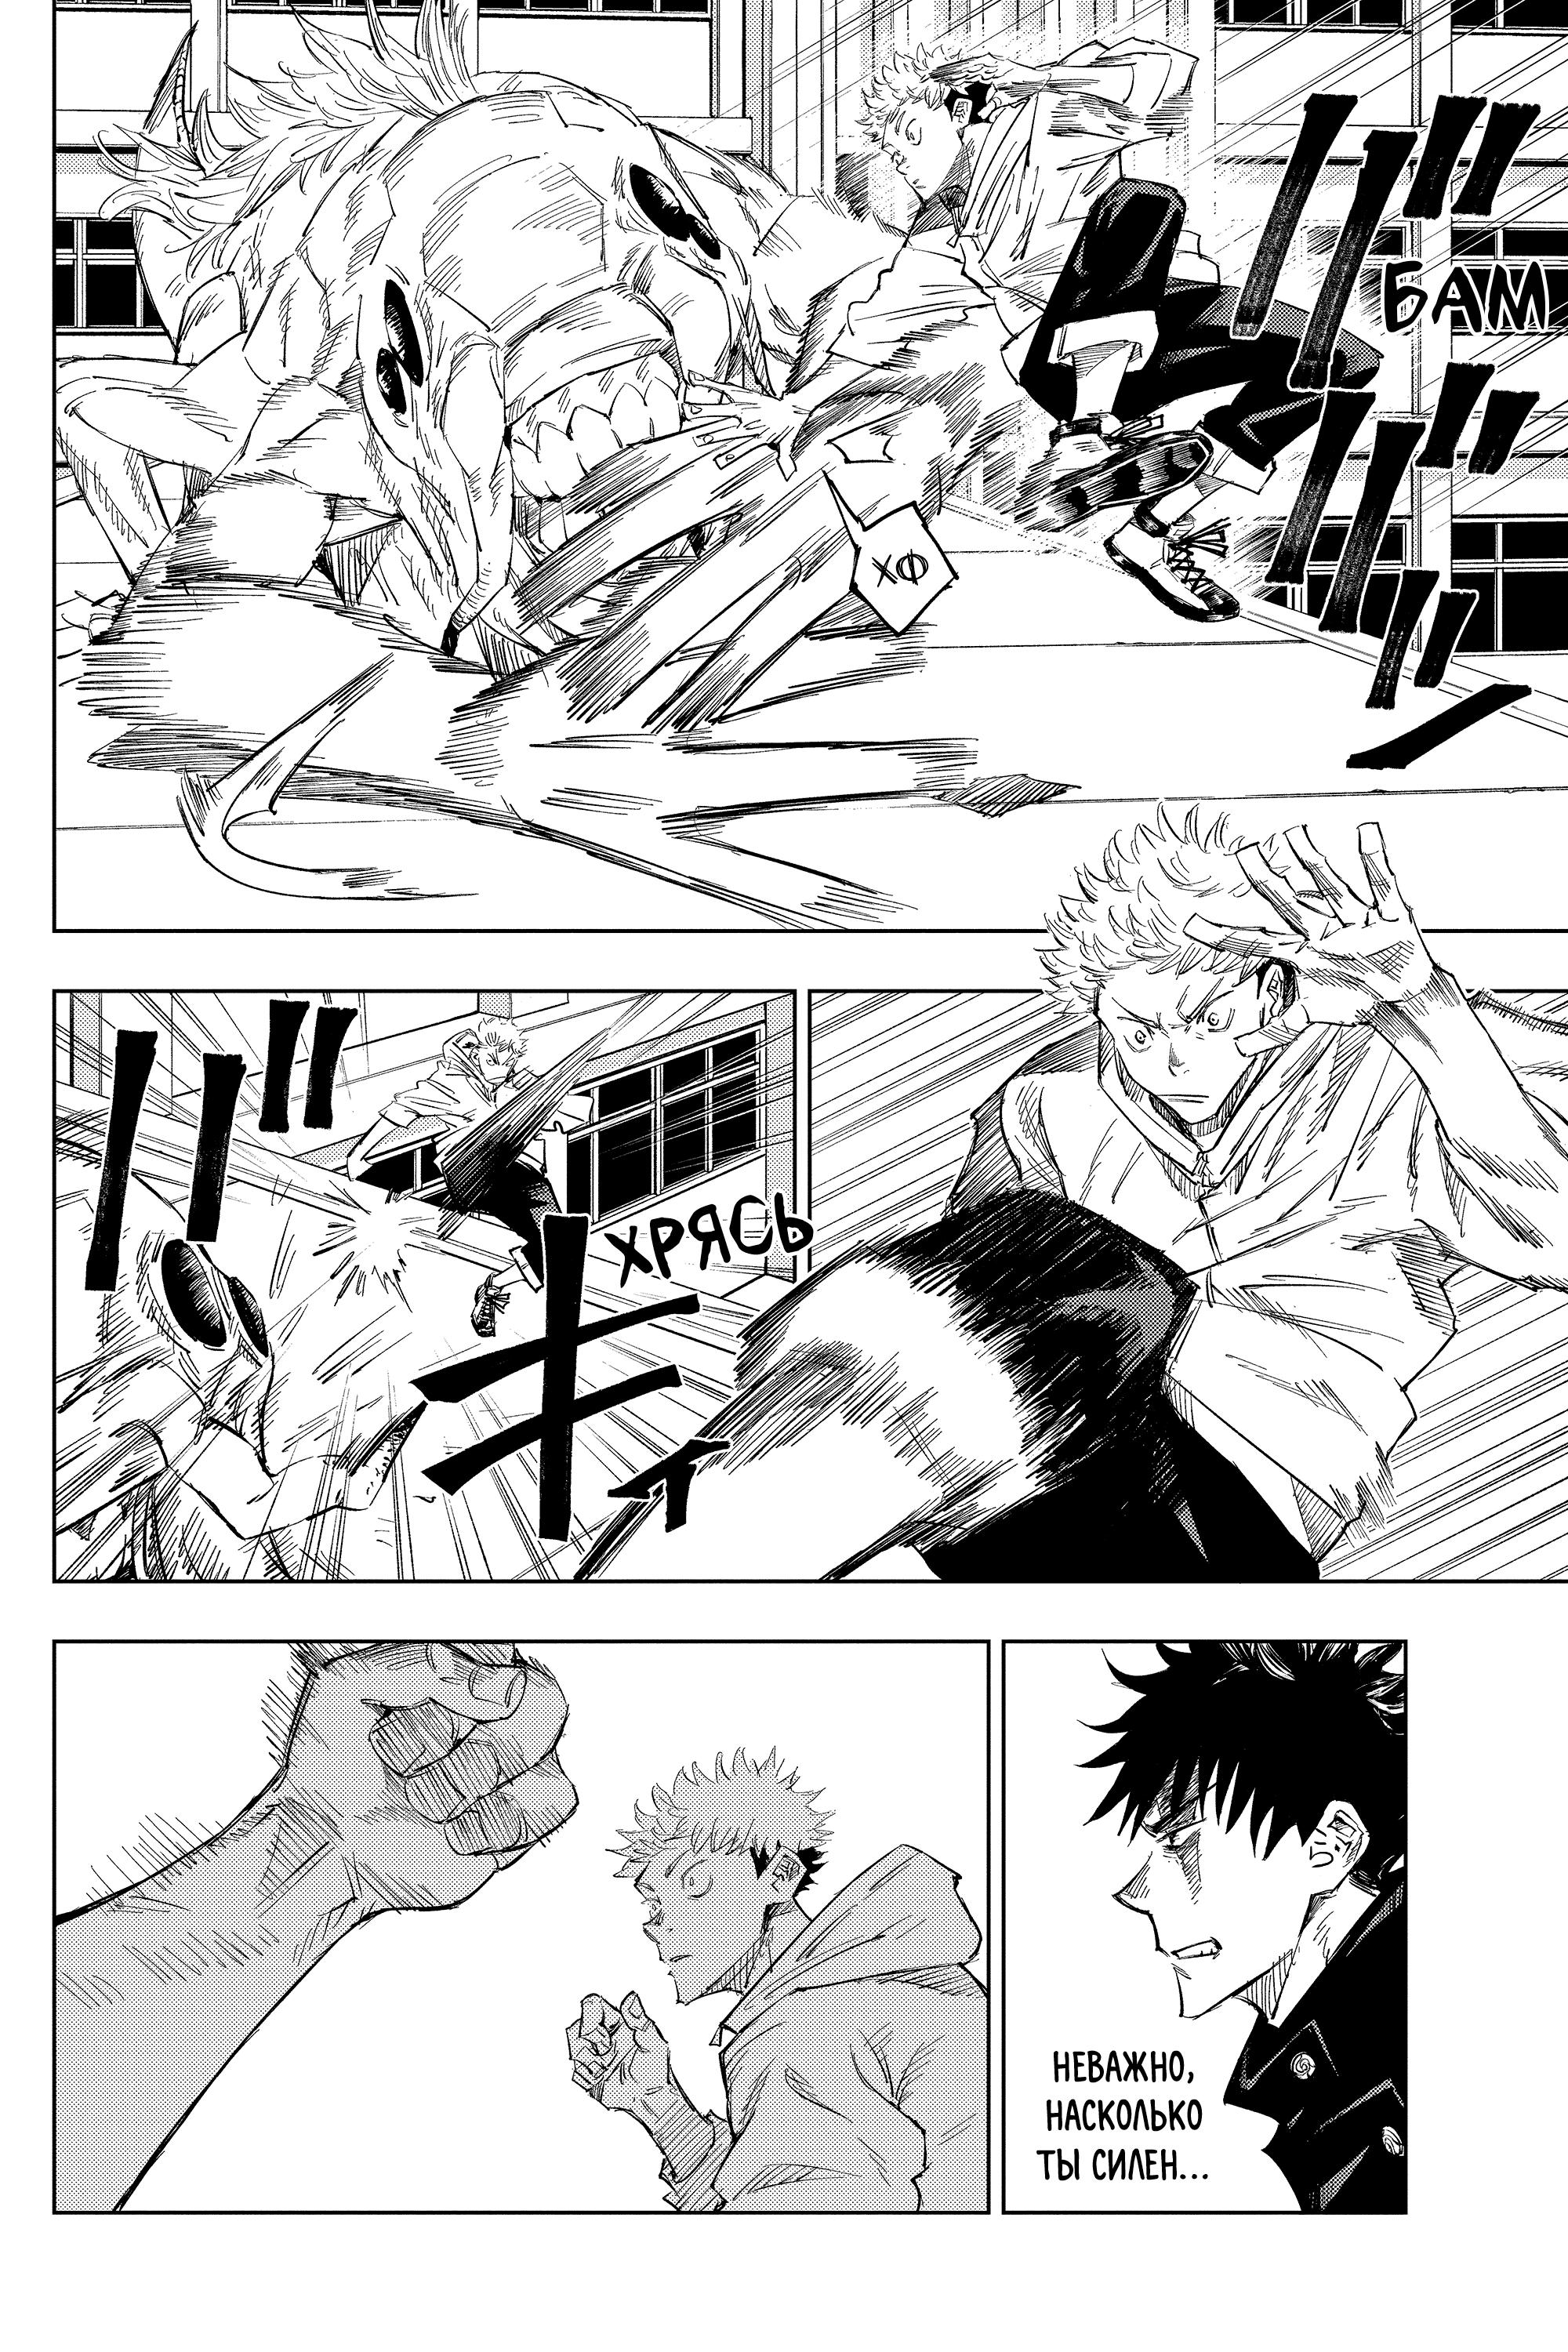 БАМ
ХФ
ХРЯСЬ
НЕВАЖНО,
НАСКОЛЬКО
ТЫ СИЛЕН...